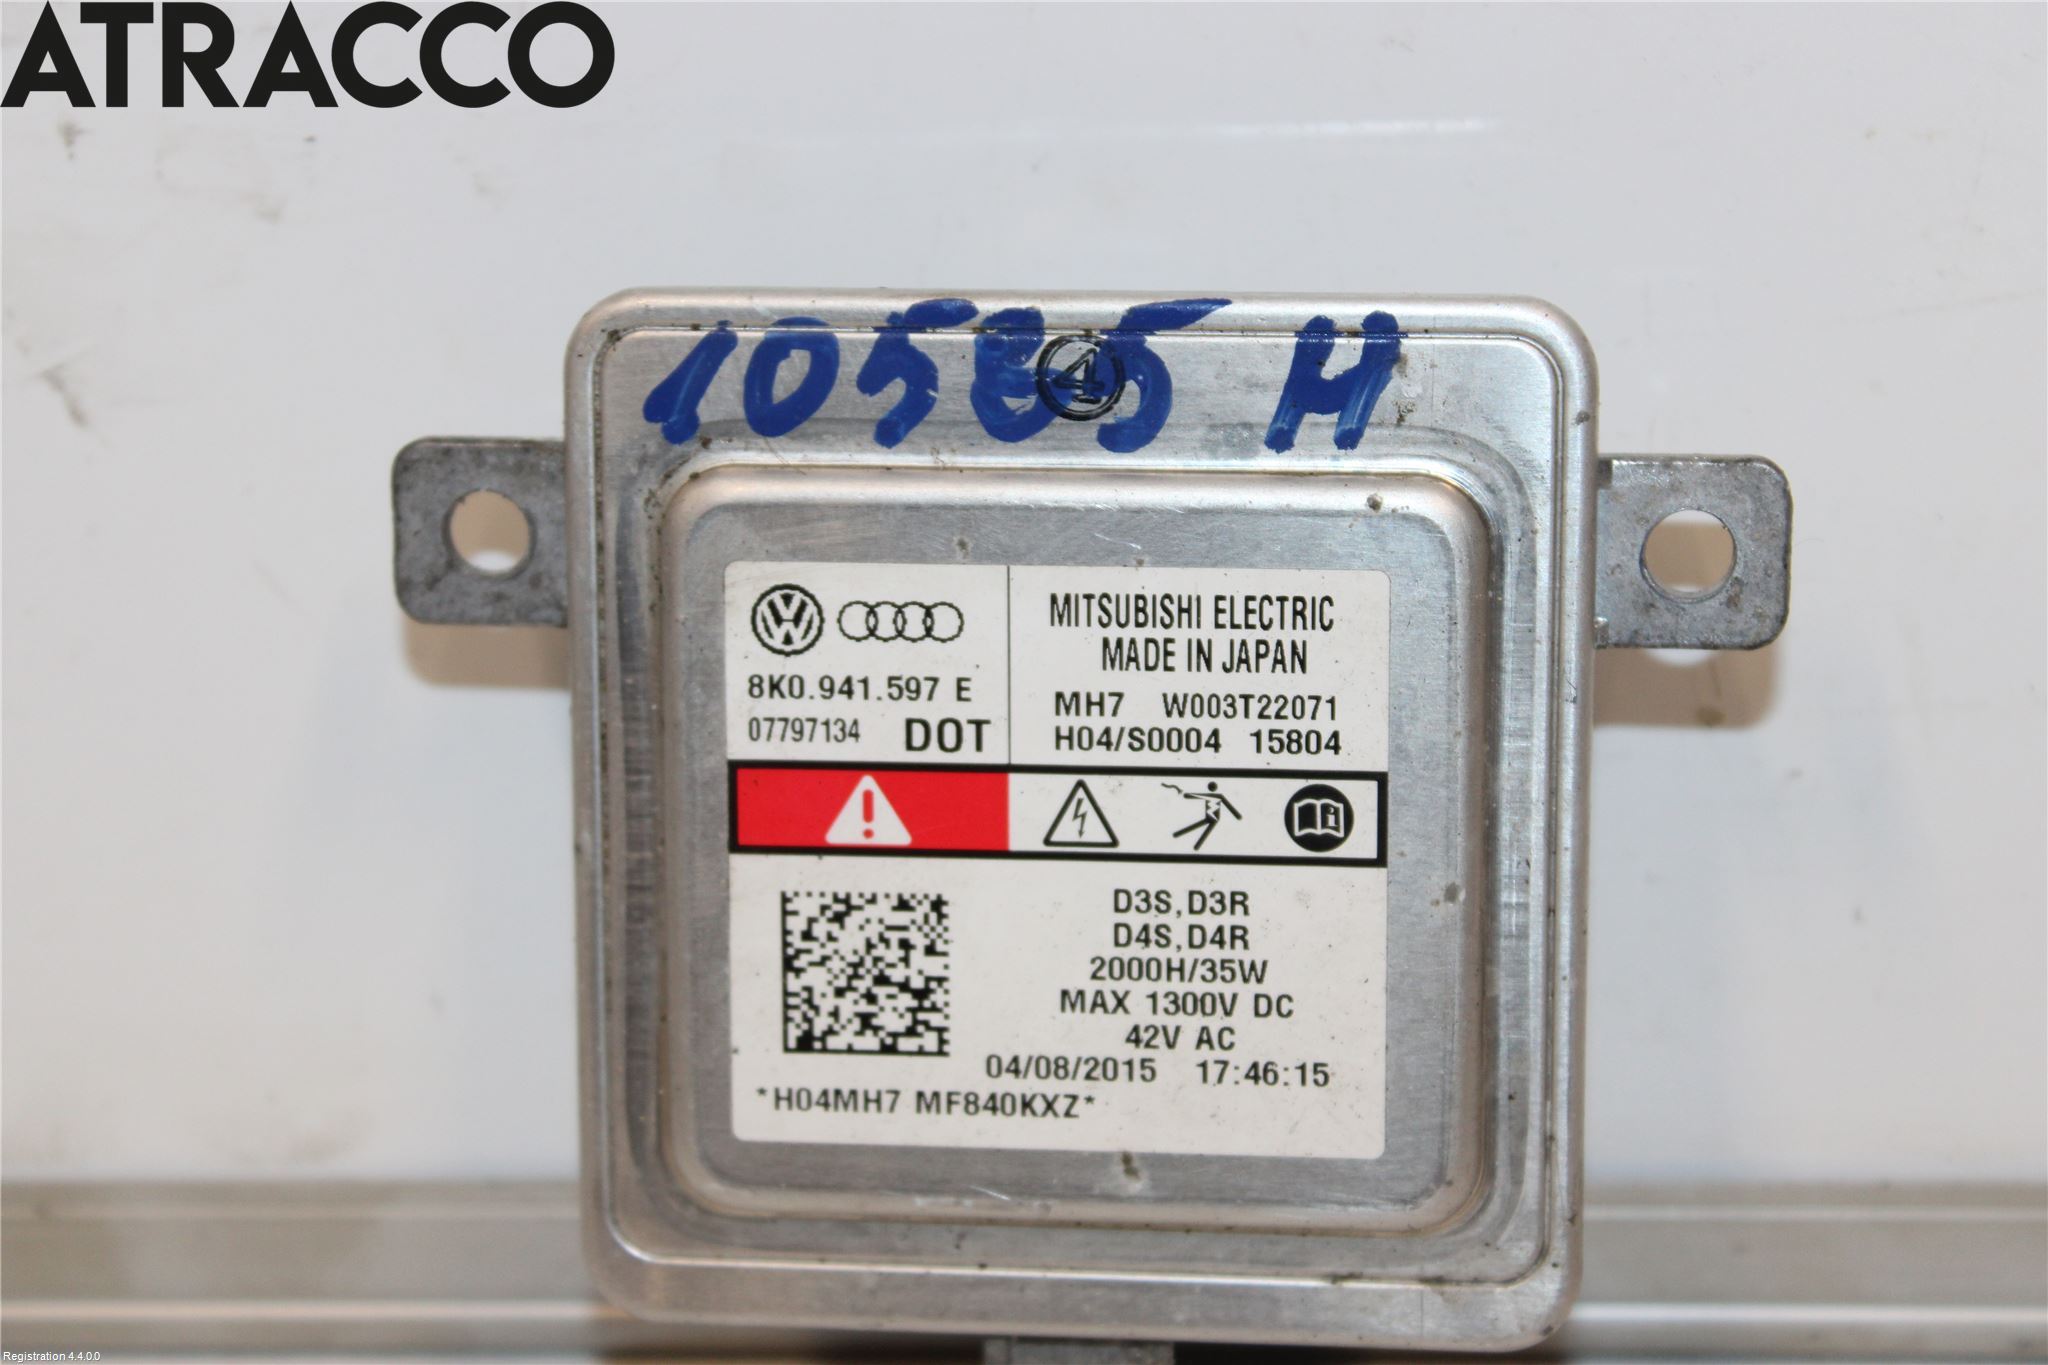 ATRACCO
10585 H
4
8K0.941.597 E
07797134 DOT
MITSUBISHI ELECTRIC
MADE IN JAPAN
MH7 W003T22071
H04/S0004 15804
D3S,D3R
D4S,D4R
2000H/35W
MAX 1300V DC
42V AC
04/08/2015 17:46:15
*H04MH7 MF840KXZ*
Registration 4.4.0.0